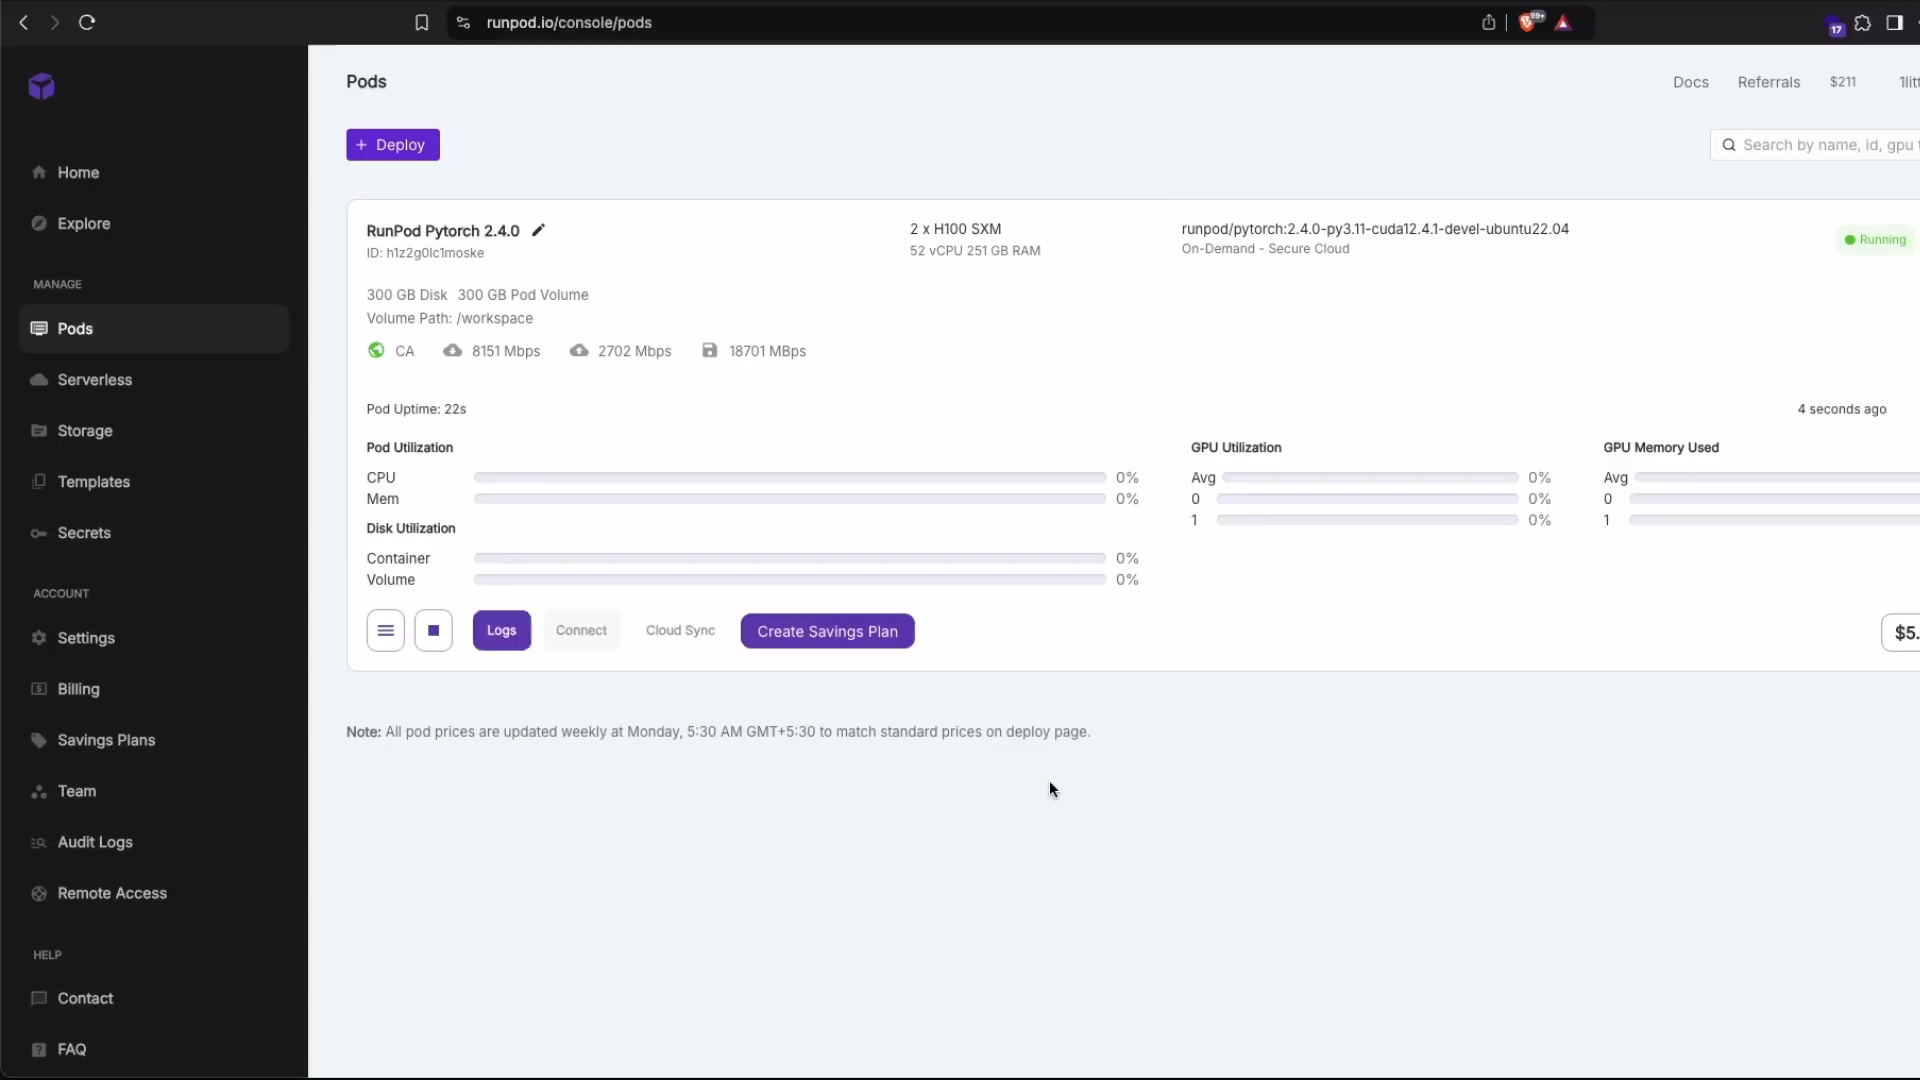 runpod.io/console/pods
99+
17
Pods
Docs
Referrals
$211
1litt
+ Deploy
Search by name, id, gpu t
Home
Explore
MANAGE
Pods
Serverless
Storage
Templates
Secrets
ACCOUNT
Settings
Billing
Savings Plans
Team
Audit Logs
Remote Access
HELP
Contact
FAQ
RunPod Pytorch 2.4.0
ID: h1z2g0lc1moske
2 x H100 SXM
52 vCPU 251 GB RAM
runpod/pytorch:2.4.0-py3.11-cuda12.4.1-devel-ubuntu22.04
On-Demand - Secure Cloud
Running
300 GB Disk 300 GB Pod Volume
Volume Path: /workspace
CA 8151 Mbps 2702 Mbps 18701 MBps
Pod Uptime: 22s
4 seconds ago
Pod Utilization
CPU 0%
Mem 0%
Disk Utilization
Container 0%
Volume 0%
GPU Utilization
Avg 0%
0 0%
1 0%
GPU Memory Used
Avg
0
1
Logs
Connect
Cloud Sync
Create Savings Plan
$5.
Note: All pod prices are updated weekly at Monday, 5:30 AM GMT+5:30 to match standard prices on deploy page.